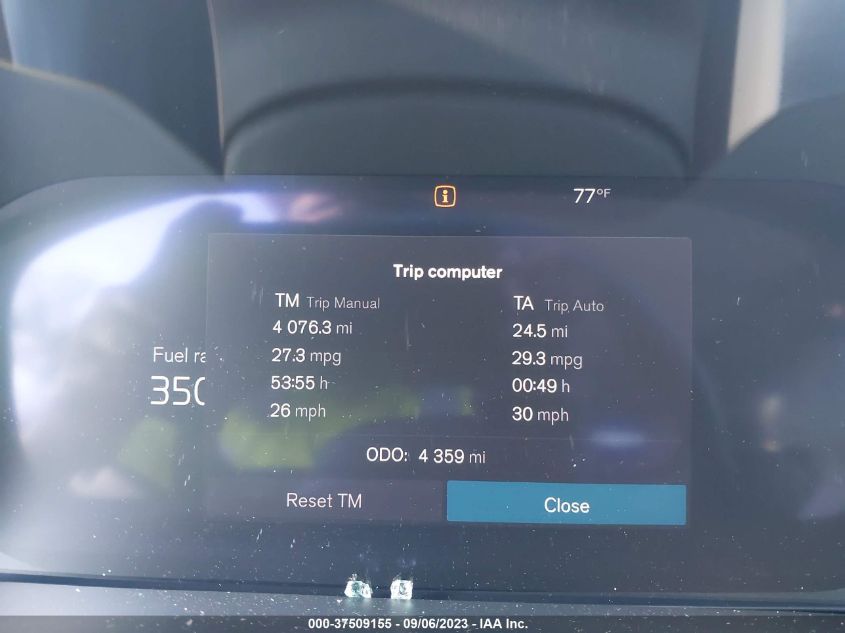 77°F
Trip computer
TM Trip Manual
4 076.3 mi
27.3 mpg
53:55 h
26 mph
TA Trip Auto
24.5 mi
29.3 mpg
00:49 h
30 mph
Fuel ra
350
ODO: 4 359 mi
Reset TM
Close
000-37509155 - 09/06/2023 - IAA Inc.